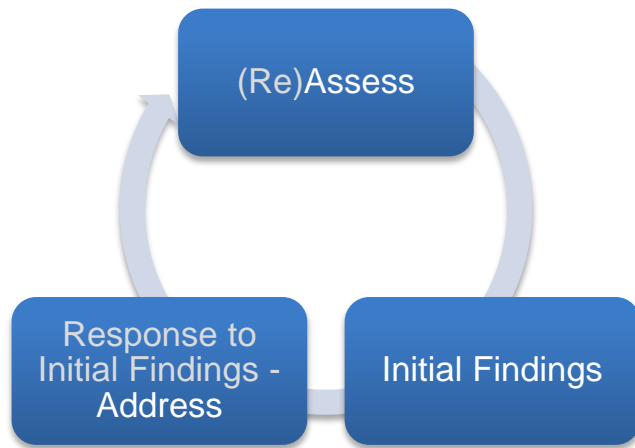 (Re)Assess
Response to
Initial Findings -
Address
Initial Findings